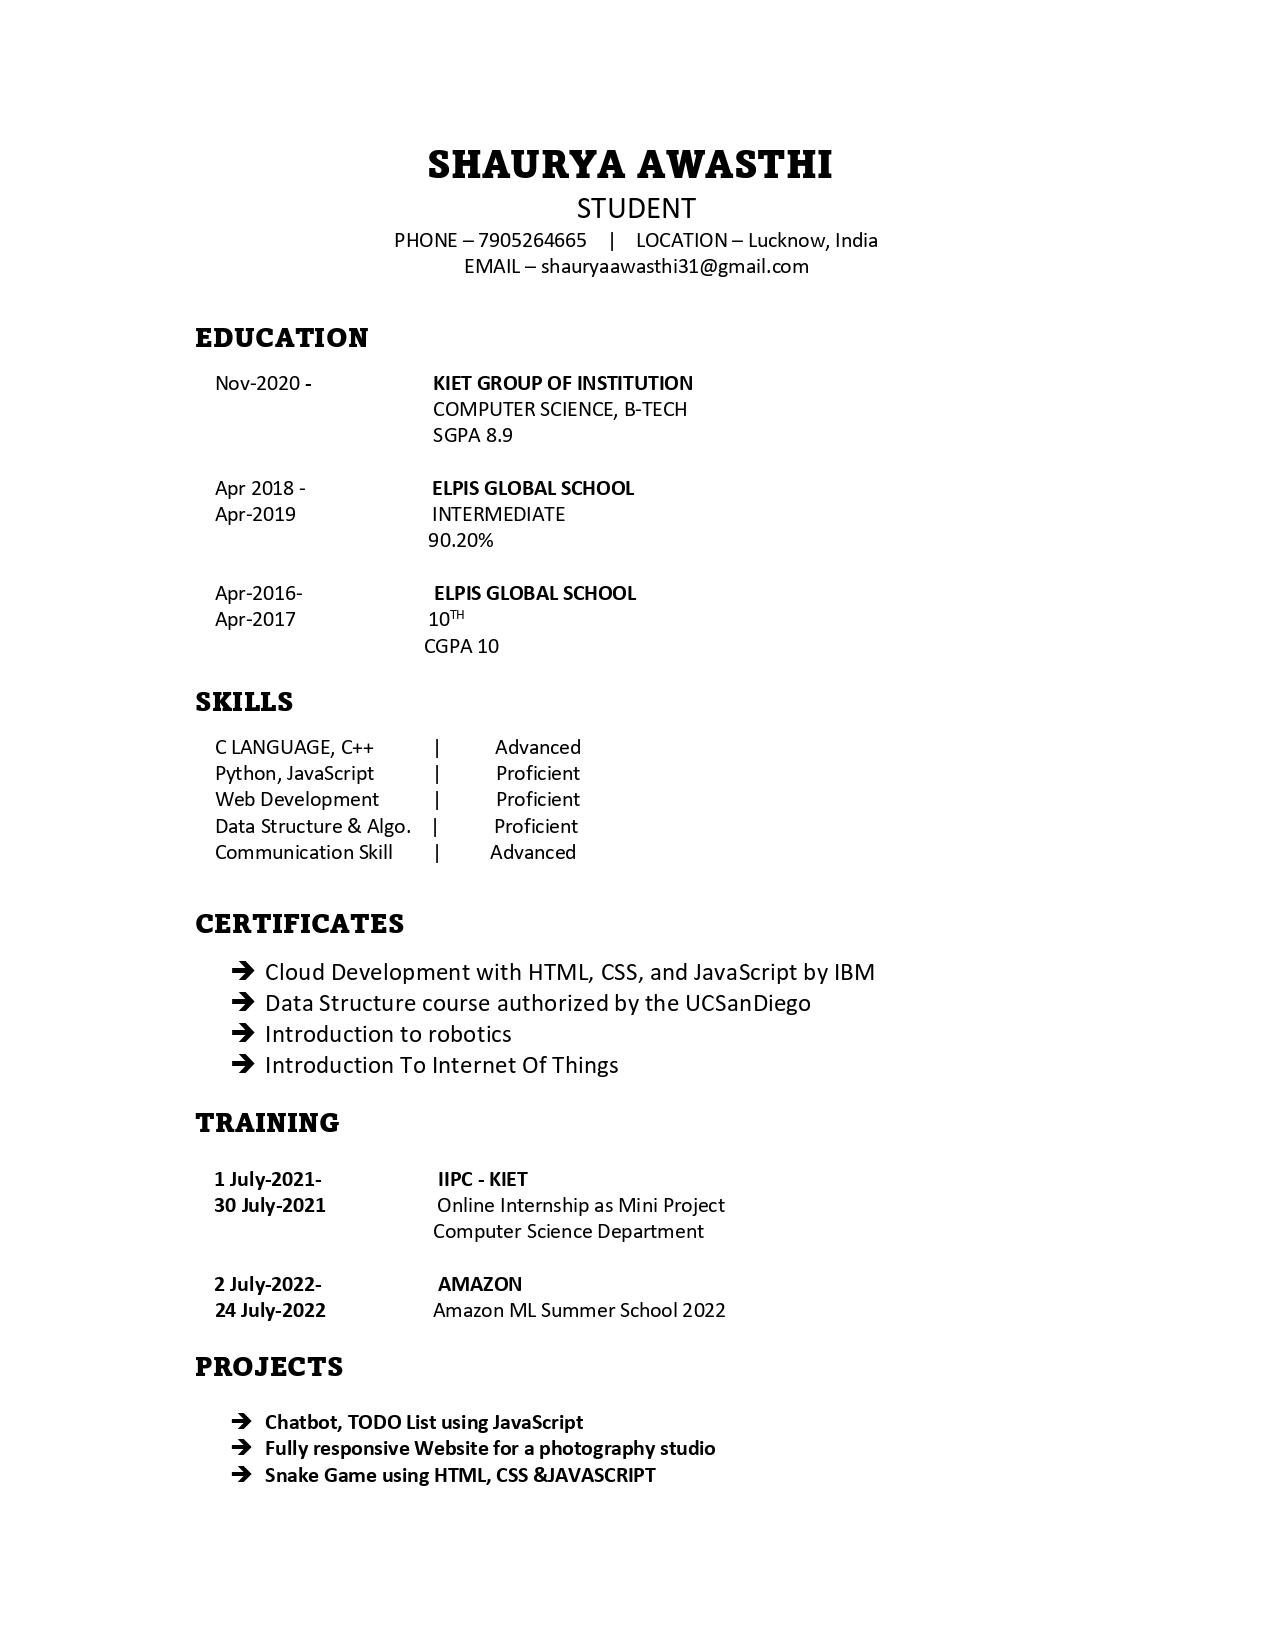 SHAURYA AWASTHI
STUDENT
PHONE – 7905264665 | LOCATION – Lucknow, India
EMAIL – shauryaawasthi31@gmail.com
EDUCATION
Nov-2020 - KIET GROUP OF INSTITUTION
COMPUTER SCIENCE, B-TECH
SGPA 8.9
Apr 2018 - ELPIS GLOBAL SCHOOL
Apr-2019 INTERMEDIATE
90.20%
Apr-2016- ELPIS GLOBAL SCHOOL
Apr-2017 10TH
CGPA 10
SKILLS
C LANGUAGE, C++ | Advanced
Python, JavaScript | Proficient
Web Development | Proficient
Data Structure & Algo. | Proficient
Communication Skill | Advanced
CERTIFICATES
➔ Cloud Development with HTML, CSS, and JavaScript by IBM
➔ Data Structure course authorized by the UCSanDiego
➔ Introduction to robotics
➔ Introduction To Internet Of Things
TRAINING
1 July-2021- IIPC - KIET
30 July-2021 Online Internship as Mini Project
Computer Science Department
2 July-2022- AMAZON
24 July-2022 Amazon ML Summer School 2022
PROJECTS
➔ Chatbot, TODO List using JavaScript
➔ Fully responsive Website for a photography studio
➔ Snake Game using HTML, CSS &JAVASCRIPT